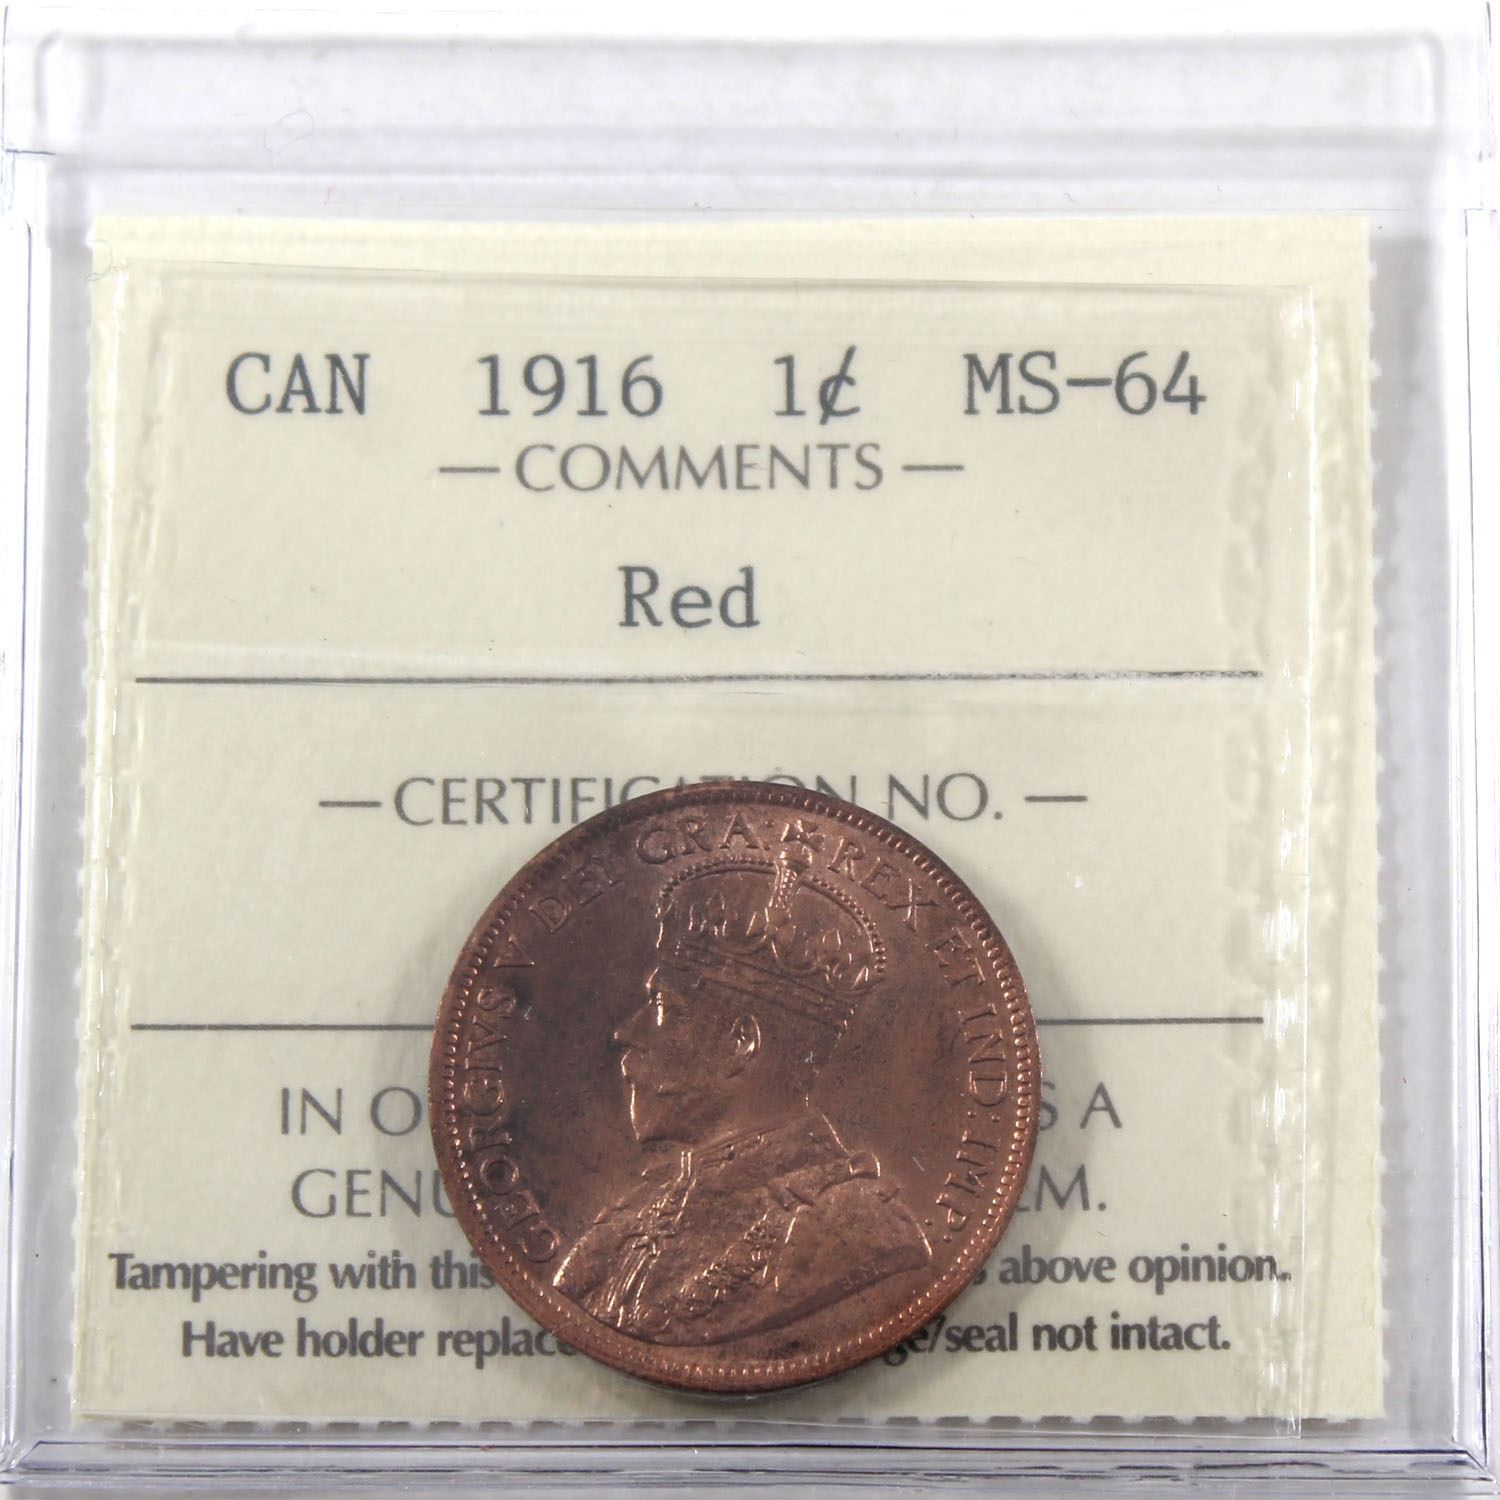 CAN 1916 1¢ MS-64
— COMMENTS —
Red
— CERTIFICATION NO. —
GEORGIVS V DEI GRA: REX ET IND: IMP:
IN O S A
GENU EM.
Tampering with this above opinion.
Have holder replace /seal not intact.